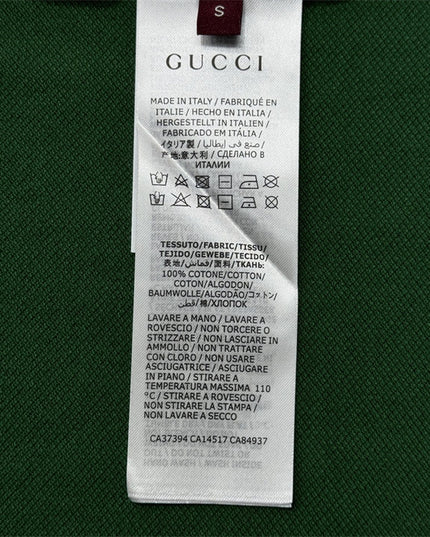 S
GUCCI
MADE IN ITALY / FABRIQUÉ EN
ITALIE / HECHO EN ITALIA /
HERGESTELLT IN ITALIEN /
FABRICADO EM ITÁLIA /
イタリア製 / صنع في إيطاليا /
产地:意大利 / СДЕЛАНО В
ИТАЛИИ
TESSUTO/FABRIC/TISSU/
TEJIDO/GEWEBE/TECIDO/
表地/قماش/面料/ТКАНЬ:
100% COTONE/COTTON/
COTON/ALGODON/
BAUMWOLLE/ALGODÃO/コットン/
قطن/棉/ХЛОПОК
LAVARE A MANO / LAVARE A
ROVESCIO / NON TORCERE O
STRIZZARE / NON LASCIARE IN
AMMOLLO / NON TRATTARE
CON CLORO / NON USARE
ASCIUGATRICE / ASCIUGARE
IN PIANO / STIRARE A
TEMPERATURA MASSIMA 110
°C / STIRARE A ROVESCIO /
NON STIRARE LA STAMPA /
NON LAVARE A SECCO
CA37394 CA14517 CA84937